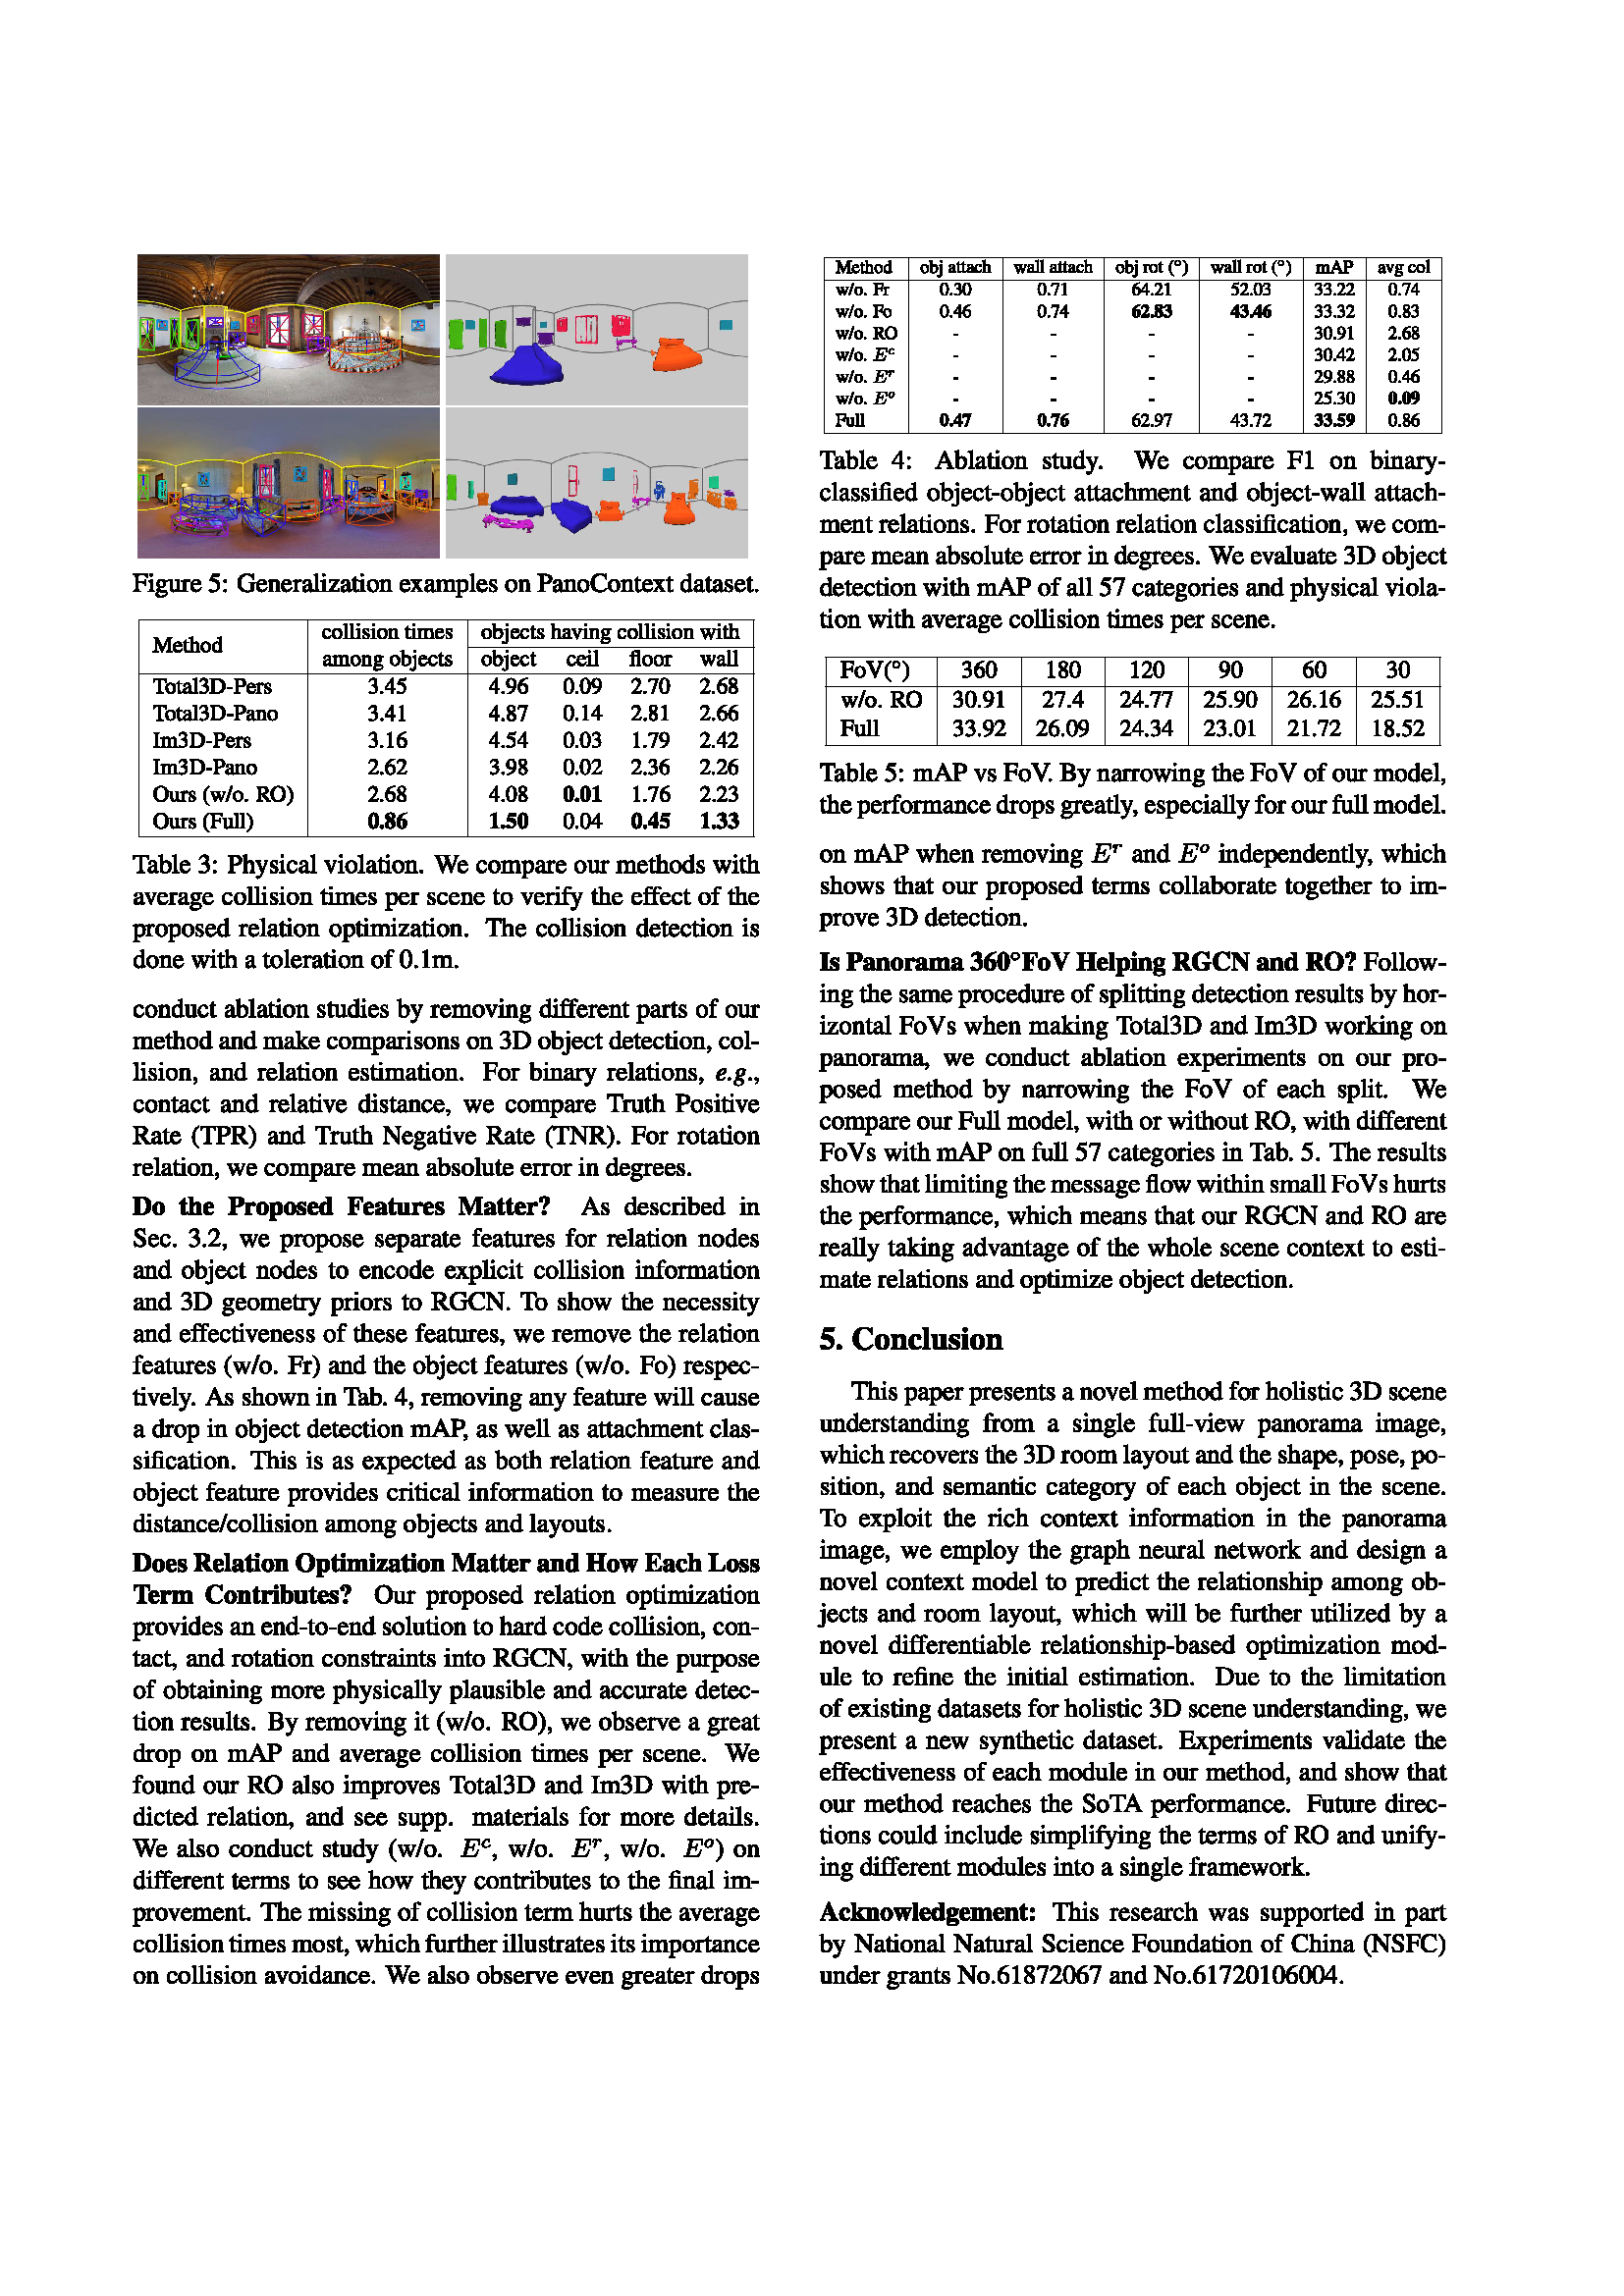 Figure 5: Generalization examples on PanoContext dataset.
Method | collision times among objects | objects having collision with
object ceil floor wall
Total3D-Pers 3.45 4.96 0.09 2.70 2.68
Total3D-Pano 3.41 4.87 0.14 2.81 2.66
Im3D-Pers 3.16 4.54 0.03 1.79 2.42
Im3D-Pano 2.62 3.98 0.02 2.36 2.26
Ours (w/o. RO) 2.68 4.08 0.01 1.76 2.23
Ours (Full) 0.86 1.50 0.04 0.45 1.33
Table 3: Physical violation. We compare our methods with
average collision times per scene to verify the effect of the
proposed relation optimization. The collision detection is
done with a toleration of 0.1m.
conduct ablation studies by removing different parts of our
method and make comparisons on 3D object detection, col-
lision, and relation estimation. For binary relations, e.g.,
contact and relative distance, we compare Truth Positive
Rate (TPR) and Truth Negative Rate (TNR). For rotation
relation, we compare mean absolute error in degrees.
Do the Proposed Features Matter? As described in
Sec. 3.2, we propose separate features for relation nodes
and object nodes to encode explicit collision information
and 3D geometry priors to RGCN. To show the necessity
and effectiveness of these features, we remove the relation
features (w/o. Fr) and the object features (w/o. Fo) respec-
tively. As shown in Tab. 4, removing any feature will cause
a drop in object detection mAP, as well as attachment clas-
sification. This is as expected as both relation feature and
object feature provides critical information to measure the
distance/collision among objects and layouts.
Does Relation Optimization Matter and How Each Loss
Term Contributes? Our proposed relation optimization
provides an end-to-end solution to hard code collision, con-
tact, and rotation constraints into RGCN, with the purpose
of obtaining more physically plausible and accurate detec-
tion results. By removing it (w/o. RO), we observe a great
drop on mAP and average collision times per scene. We
found our RO also improves Total3D and Im3D with pre-
dicted relation, and see supp. materials for more details.
We also conduct study (w/o. E^c, w/o. E^r, w/o. E^o) on
different terms to see how they contributes to the final im-
provement. The missing of collision term hurts the average
collision times most, which further illustrates its importance
on collision avoidance. We also observe even greater drops
Method obj attach wall attach obj rot (°) wall rot (°) mAP avg col
w/o. Fr 0.30 0.71 64.21 52.03 33.22 0.74
w/o. Fo 0.46 0.74 62.83 43.46 33.32 0.83
w/o. RO - - - - 30.91 2.68
w/o. E^c - - - - 30.42 2.05
w/o. E^r - - - - 29.88 0.46
w/o. E^o - - - - 25.30 0.09
Full 0.47 0.76 62.97 43.72 33.59 0.86
Table 4: Ablation study. We compare F1 on binary-
classified object-object attachment and object-wall attach-
ment relations. For rotation relation classification, we com-
pare mean absolute error in degrees. We evaluate 3D object
detection with mAP of all 57 categories and physical viola-
tion with average collision times per scene.
FoV(°) 360 180 120 90 60 30
w/o. RO 30.91 27.4 24.77 25.90 26.16 25.51
Full 33.92 26.09 24.34 23.01 21.72 18.52
Table 5: mAP vs FoV. By narrowing the FoV of our model,
the performance drops greatly, especially for our full model.
on mAP when removing E^r and E^o independently, which
shows that our proposed terms collaborate together to im-
prove 3D detection.
Is Panorama 360°FoV Helping RGCN and RO? Follow-
ing the same procedure of splitting detection results by hor-
izontal FoVs when making Total3D and Im3D working on
panorama, we conduct ablation experiments on our pro-
posed method by narrowing the FoV of each split. We
compare our Full model, with or without RO, with different
FoVs with mAP on full 57 categories in Tab. 5. The results
show that limiting the message flow within small FoVs hurts
the performance, which means that our RGCN and RO are
really taking advantage of the whole scene context to esti-
mate relations and optimize object detection.
5. Conclusion
This paper presents a novel method for holistic 3D scene
understanding from a single full-view panorama image,
which recovers the 3D room layout and the shape, pose, po-
sition, and semantic category of each object in the scene.
To exploit the rich context information in the panorama
image, we employ the graph neural network and design a
novel context model to predict the relationship among ob-
jects and room layout, which will be further utilized by a
novel differentiable relationship-based optimization mod-
ule to refine the initial estimation. Due to the limitation
of existing datasets for holistic 3D scene understanding, we
present a new synthetic dataset. Experiments validate the
effectiveness of each module in our method, and show that
our method reaches the SoTA performance. Future direc-
tions could include simplifying the terms of RO and unify-
ing different modules into a single framework.
Acknowledgement: This research was supported in part
by National Natural Science Foundation of China (NSFC)
under grants No.61872067 and No.61720106004.